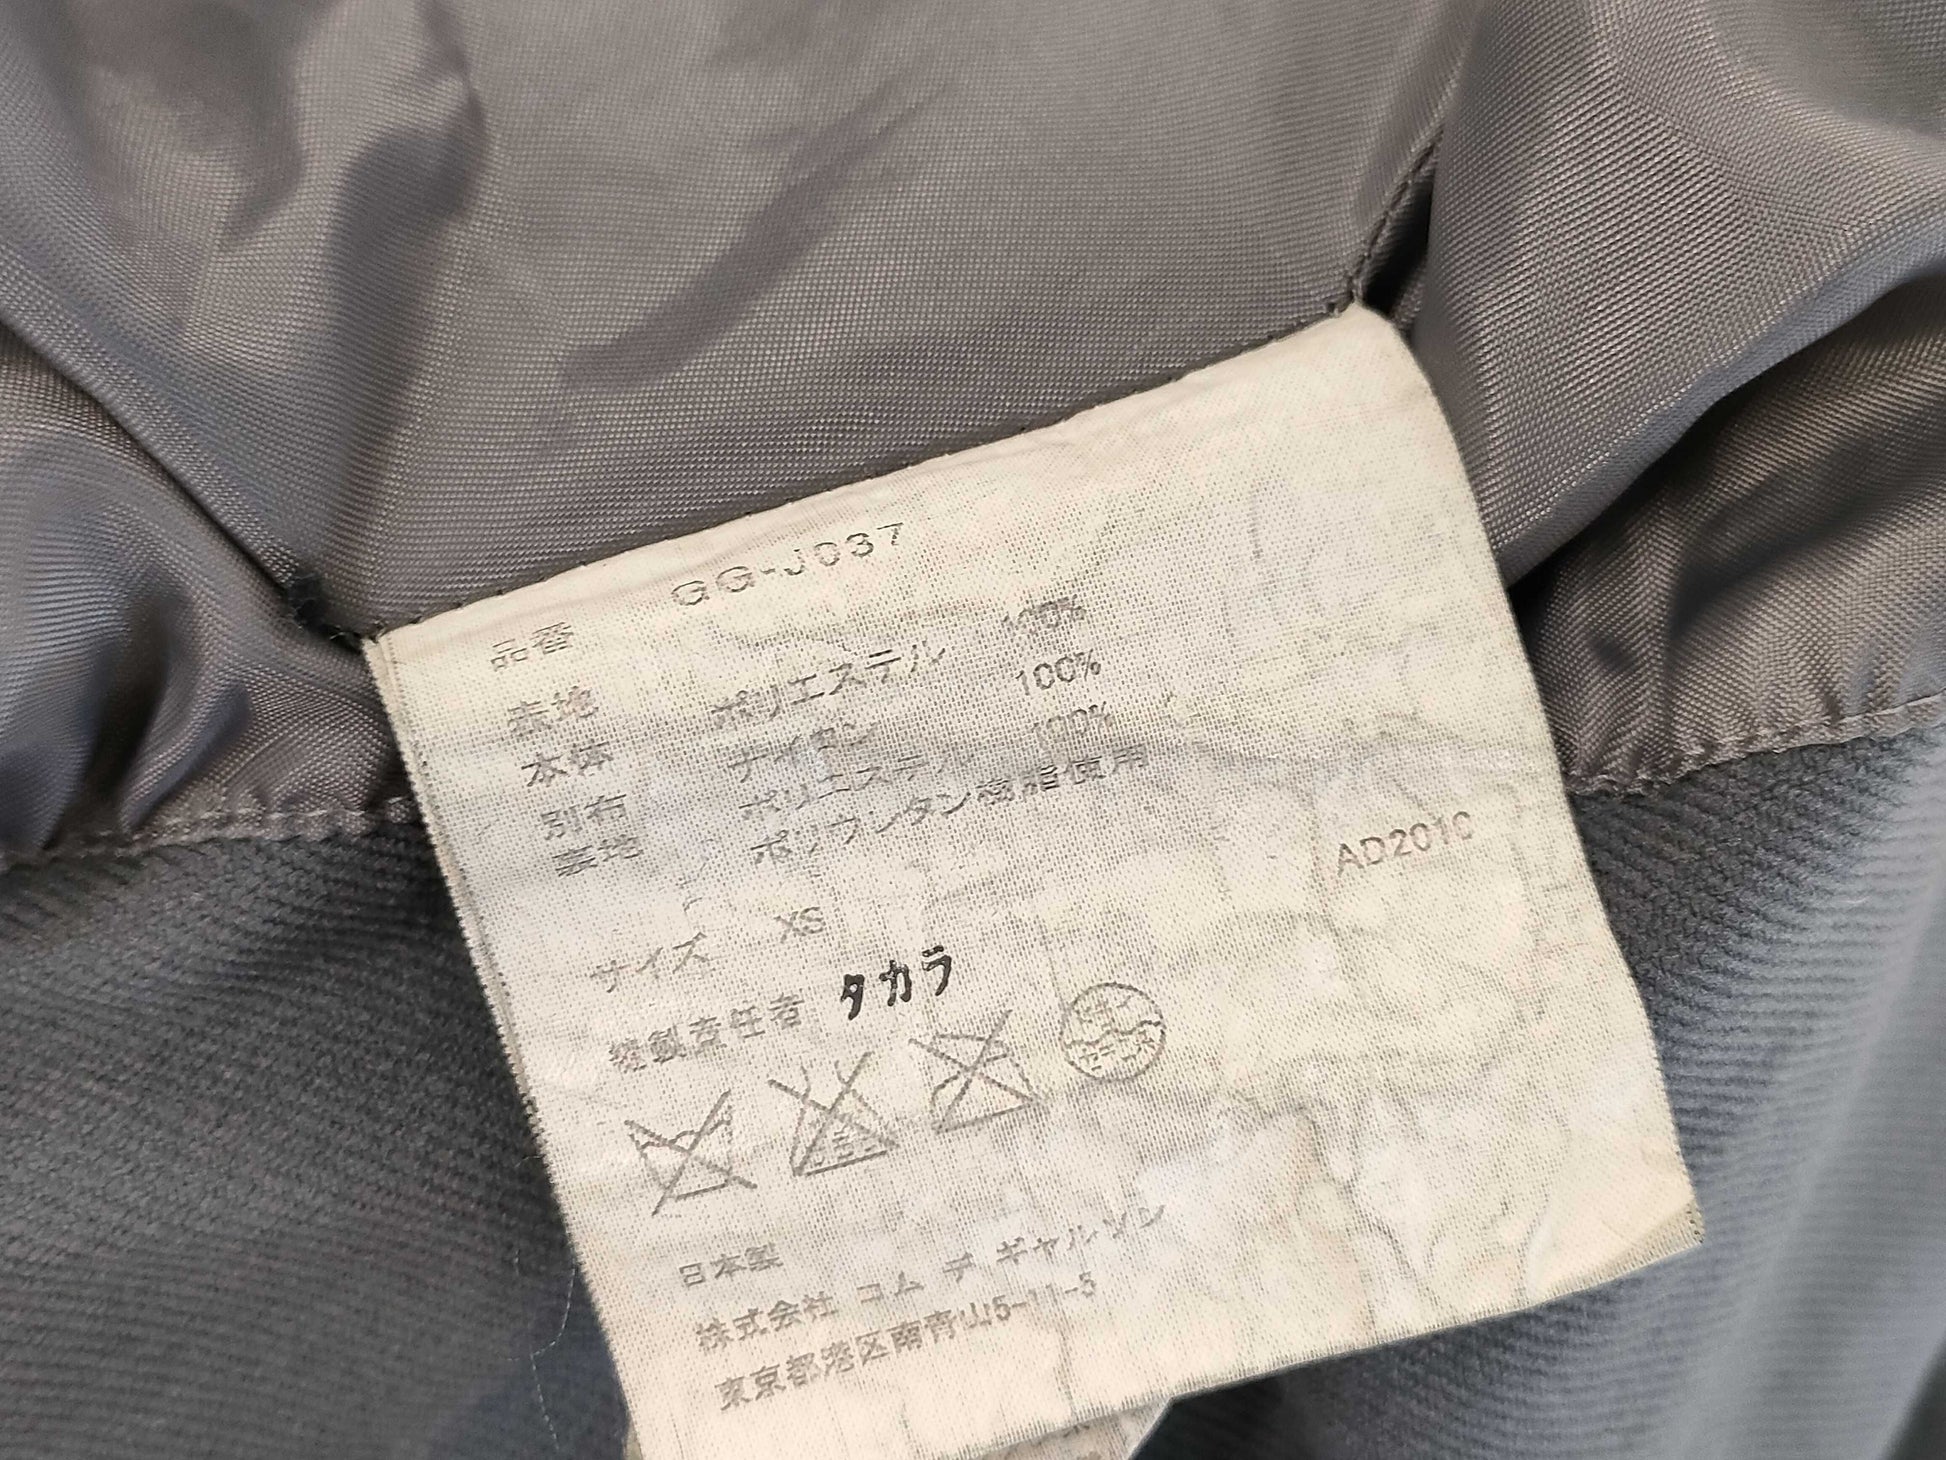 品番 GG-J037
表地
本体 ポリエステル 100%
別布 ナイロン 100%
裏地 ポリエステル 100%
ポリウレタン樹脂使用
サイズ XS
AD2010
縫製責任者 タカラ
日本製
株式会社 コム デ ギャルソン
東京都港区南青山5-11-5